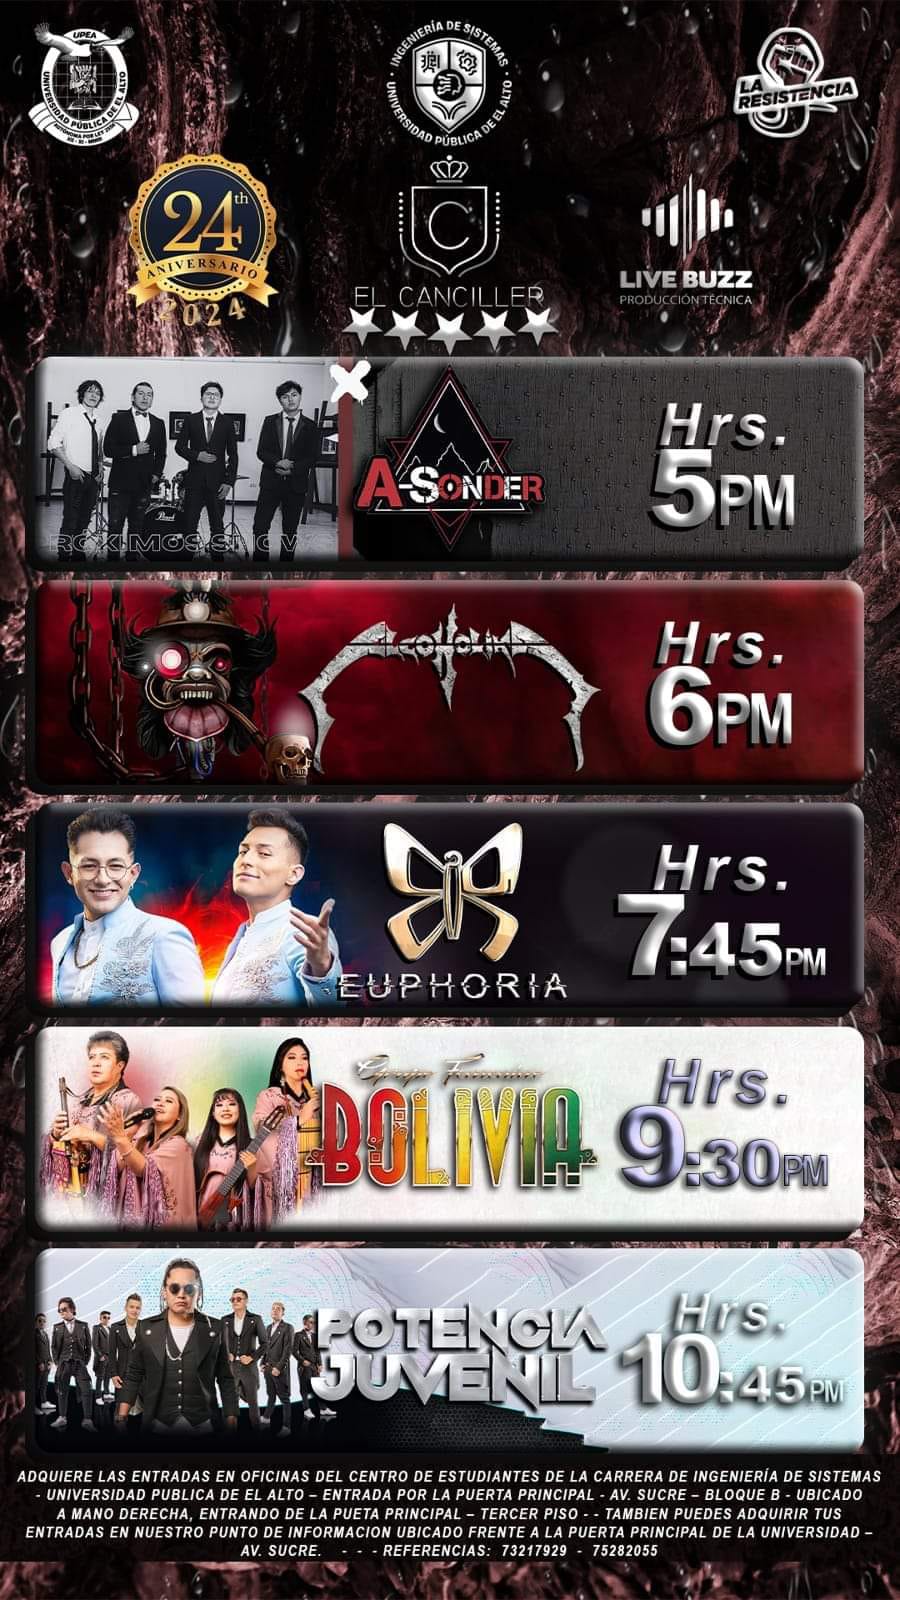 UPEA
UNIVERSIDAD PÚBLICA DE EL ALTO
INGENIERÍA DE SISTEMAS
UNIVERSIDAD PÚBLICA DE EL ALTO
LA
RESISTENCIA
24th
ANIVERSARIO
2024
C
EL CANCILLER
LIVE BUZZ
PRODUCCIÓN TÉCNICA
A-SONDER
Hrs.
5PM
Hrs.
6PM
EUPHORIA
Hrs.
7:45PM
BOLIVIA
Hrs.
9:30PM
POTENCIA
JUVENIL
Hrs.
10:45PM
ADQUIERE LAS ENTRADAS EN OFICINAS DEL CENTRO DE ESTUDIANTES DE LA CARRERA DE INGENIERÍA DE SISTEMAS
- UNIVERSIDAD PUBLICA DE EL ALTO – ENTRADA POR LA PUERTA PRINCIPAL - AV. SUCRE – BLOQUE B - UBICADO
A MANO DERECHA, ENTRANDO DE LA PUETA PRINCIPAL – TERCER PISO - - TAMBIEN PUEDES ADQUIRIR TUS
ENTRADAS EN NUESTRO PUNTO DE INFORMACION UBICADO FRENTE A LA PUERTA PRINCIPAL DE LA UNIVERSIDAD –
AV. SUCRE. - - - REFERENCIAS: 73217929 - 75282055